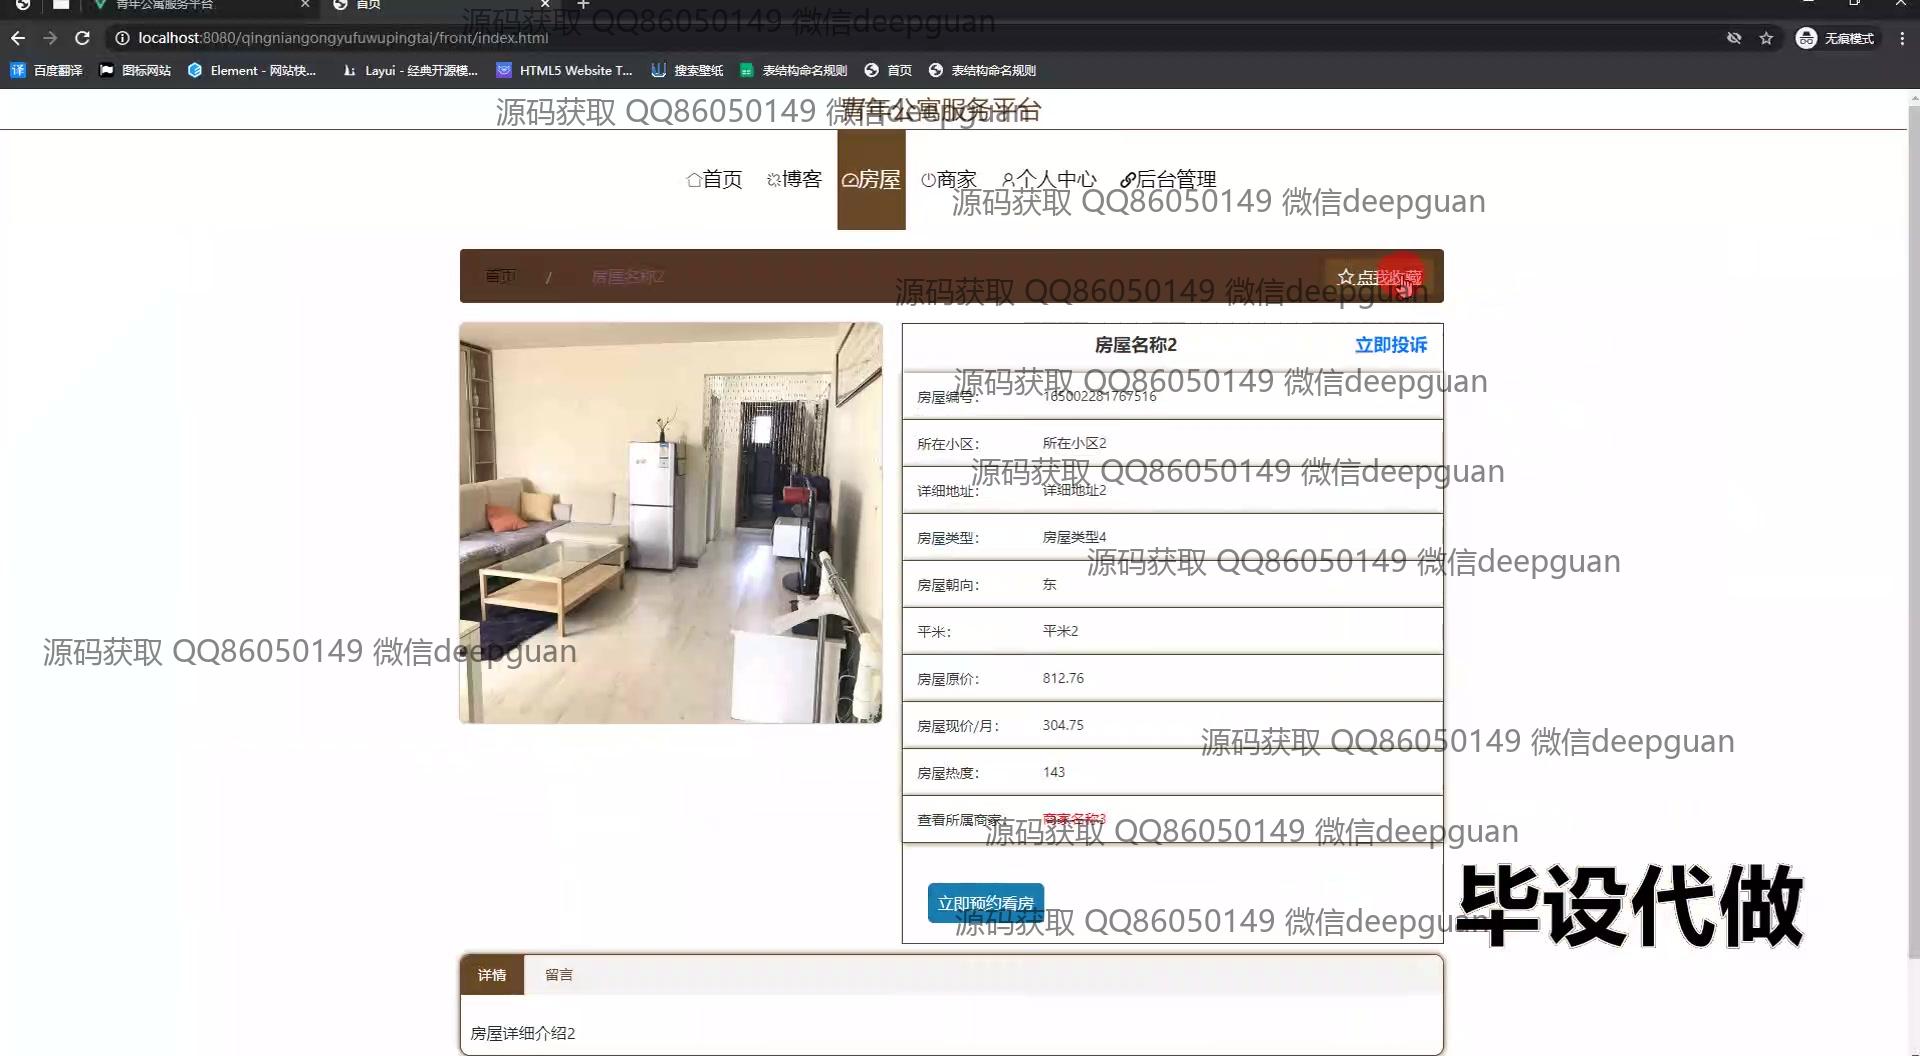 青年公寓服务平台 首页
源码获取 QQ86050149 微信deepguan
localhost:8080/qingniangongyufuwupingtai/front/index.html 无痕模式
百度翻译 图标网站 Element - 网站快... Layui - 经典开源模... HTML5 Website T... 搜索壁纸 表结构命名规则 首页 表结构命名规则
青年公寓服务平台
源码获取 QQ86050149 微信deepguan
首页 博客 房屋 商家 个人中心 后台管理
源码获取 QQ86050149 微信deepguan
首页 / 房屋名称2 点我收藏
源码获取 QQ86050149 微信deepguan
房屋名称2 立即投诉
源码获取 QQ86050149 微信deepguan
房屋编号: 165002281767516
所在小区: 所在小区2
源码获取 QQ86050149 微信deepguan
详细地址: 详细地址2
房屋类型: 房屋类型4
源码获取 QQ86050149 微信deepguan
房屋朝向: 东
平米: 平米2
源码获取 QQ86050149 微信deepguan
房屋原价: 812.76
房屋现价/月: 304.75
源码获取 QQ86050149 微信deepguan
房屋热度: 143
查看所属商家: 商家名称3
源码获取 QQ86050149 微信deepguan
立即预约看房
源码获取 QQ86050149 微信deepguan
毕设代做
详情 留言
房屋详细介绍2